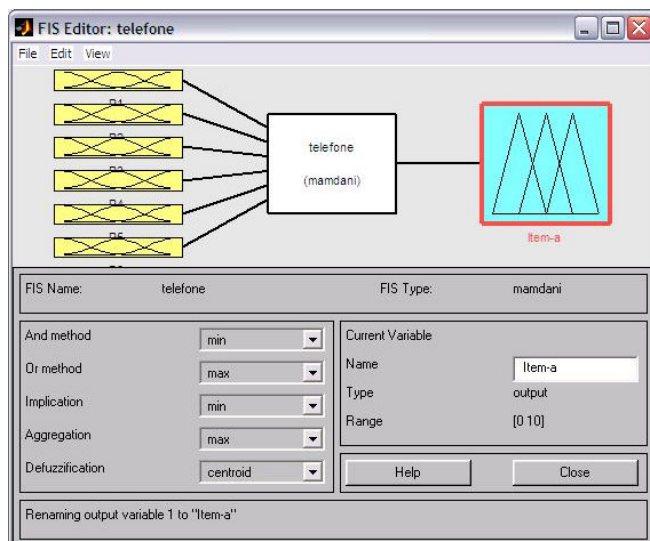 FIS Editor: telefone
File Edit View
telefone
(mamdani)
Item-a
FIS Name: telefone FIS Type: mamdani
And method min
Or method max
Implication min
Aggregation max
Defuzzification centroid
Current Variable
Name Item-a
Type output
Range [0 10]
Help Close
Renaming output variable 1 to "Item-a"